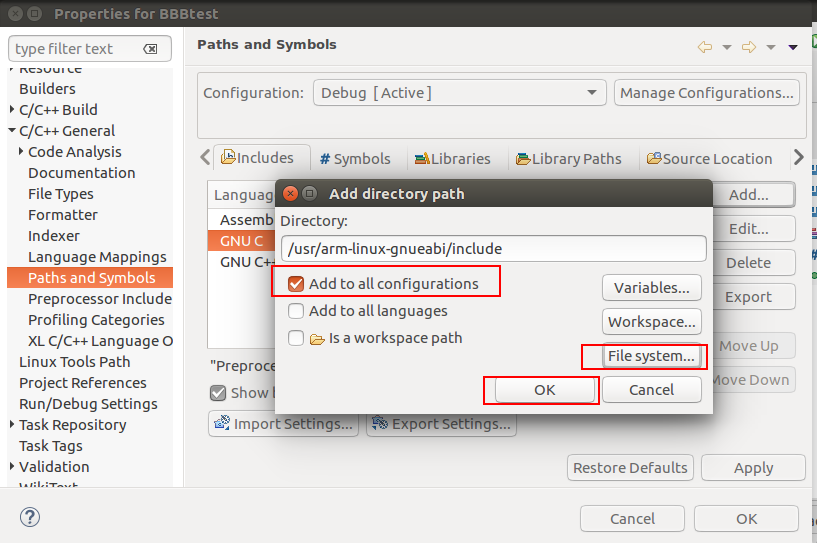 Properties for BBBtest
type filter text
Resource
Builders
C/C++ Build
C/C++ General
Code Analysis
Documentation
File Types
Formatter
Indexer
Language Mappings
Paths and Symbols
Preprocessor Include
Profiling Categories
XL C/C++ Language O
Linux Tools Path
Project References
Run/Debug Settings
Task Repository
Task Tags
Validation
WikiText
Paths and Symbols
Configuration: Debug [ Active ] Manage Configurations...
Includes # Symbols Libraries Library Paths Source Location
Languag
Assemb
GNU C
GNU C+
Add...
Edit...
Delete
Export
Move Up
Move Down
Add directory path
Directory:
/usr/arm-linux-gnueabi/include
Add to all configurations
Add to all languages
Is a workspace path
Variables...
Workspace...
File system...
OK Cancel
"Preproce
Show b
Import Settings... Export Settings...
Restore Defaults Apply
Cancel OK